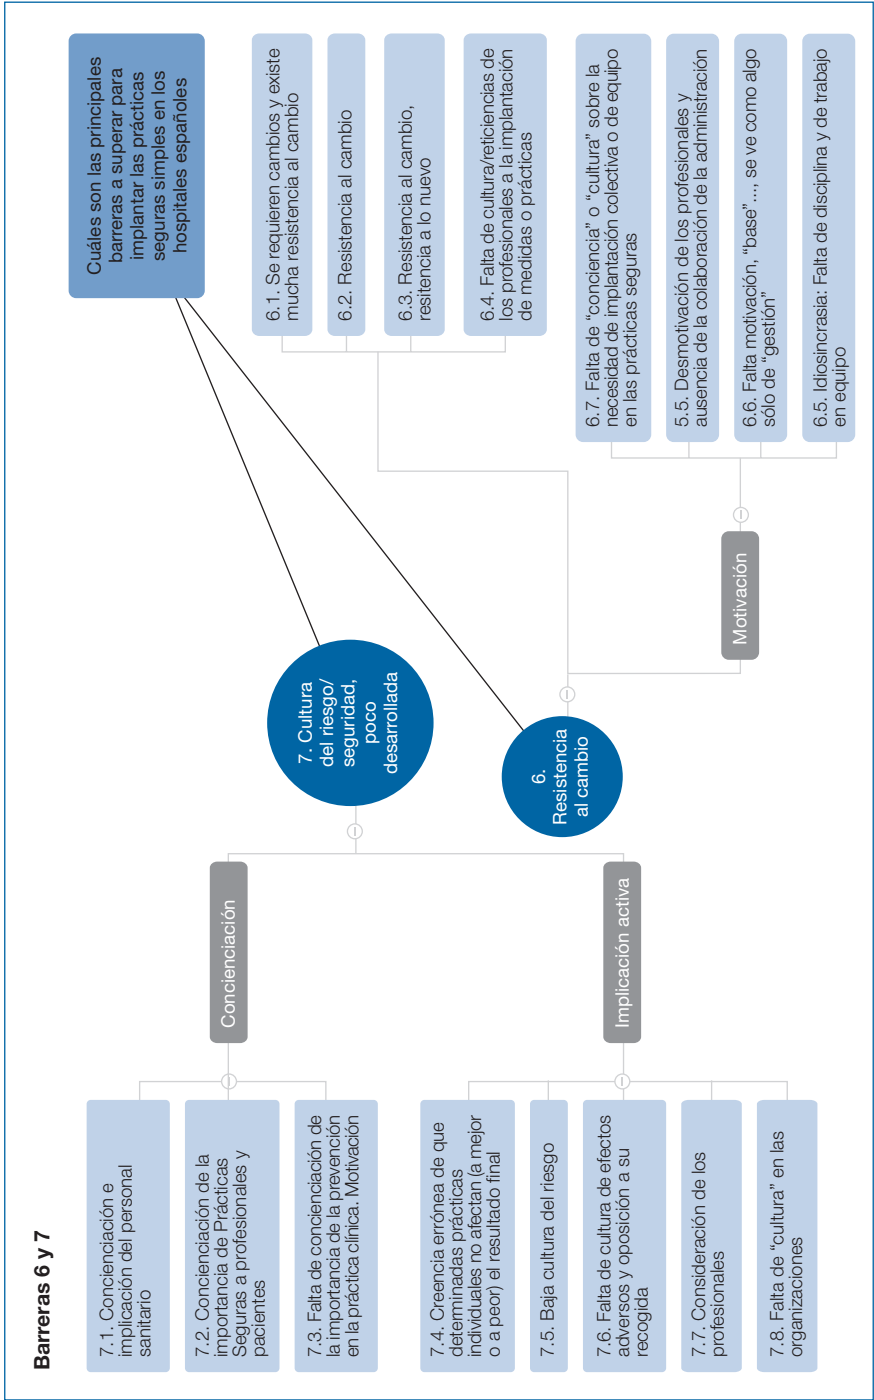 Barreras 6 y 7
Cuáles son las principales
barreras a superar para
implantar las prácticas
seguras simples en los
hospitales españoles
7. Cultura
del riesgo/
seguridad,
poco
desarrollada
Concienciación
7.1. Concienciación e
implicación del personal
sanitario
7.2. Concienciación de la
importancia de Prácticas
Seguras a profesionales y
pacientes
7.3. Falta de concienciación de
la importancia de la prevención
en la práctica clínica. Motivación
Implicación activa
7.4. Creencia errónea de que
determinadas prácticas
individuales no afectan (a mejor
o a peor) el resultado final
7.5. Baja cultura del riesgo
7.6. Falta de cultura de efectos
adversos y oposición a su
recogida
7.7. Consideración de los
profesionales
7.8. Falta de “cultura” en las
organizaciones
6.
Resistencia
al cambio
6.1. Se requieren cambios y existe
mucha resistencia al cambio
6.2. Resistencia al cambio
6.3. Resistencia al cambio,
resitencia a lo nuevo
6.4. Falta de cultura/reticiencias de
los profesionales a la implantación
de medidas o prácticas
Motivación
6.7. Falta de “conciencia” o “cultura” sobre la
necesidad de implantación colectiva o de equipo
en las prácticas seguras
5.5. Desmotivación de los profesionales y
ausencia de la colaboración de la administración
6.6. Falta motivación, “base”..., se ve como algo
sólo de “gestión”
6.5. Idiosincrasia: Falta de disciplina y de trabajo
en equipo